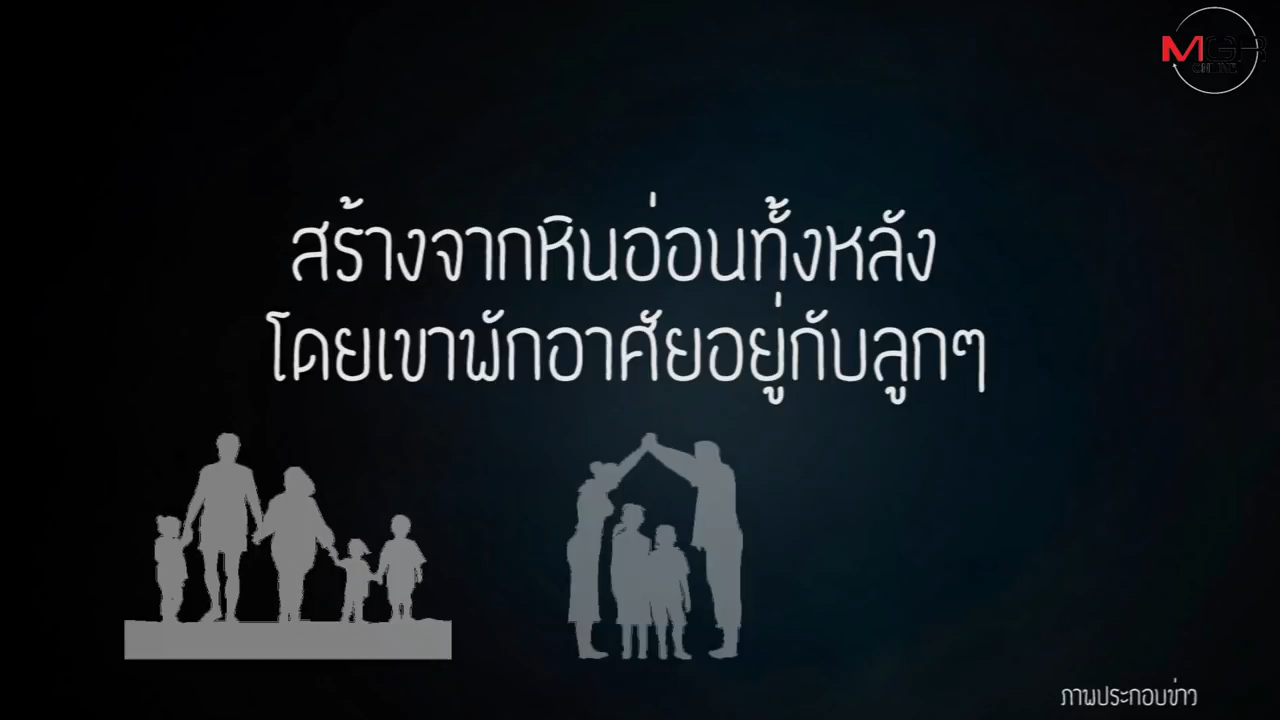 MGR
ONLINE
สร้างจากหินอ่อนทั้งหลัง
โดยเขาพักอาศัยอยู่กับลูกๆ
ภาพประกอบข่าว